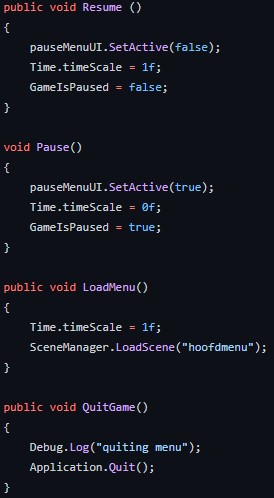 public void Resume ()
{
    pauseMenuUI.SetActive(false);
    Time.timeScale = 1f;
    GameIsPaused = false;
}

void Pause()
{
    pauseMenuUI.SetActive(true);
    Time.timeScale = 0f;
    GameIsPaused = true;
}

public void LoadMenu()
{
    Time.timeScale = 1f;
    SceneManager.LoadScene("hoofdmenu");
}

public void QuitGame()
{
    Debug.Log("quiting menu");
    Application.Quit();
}